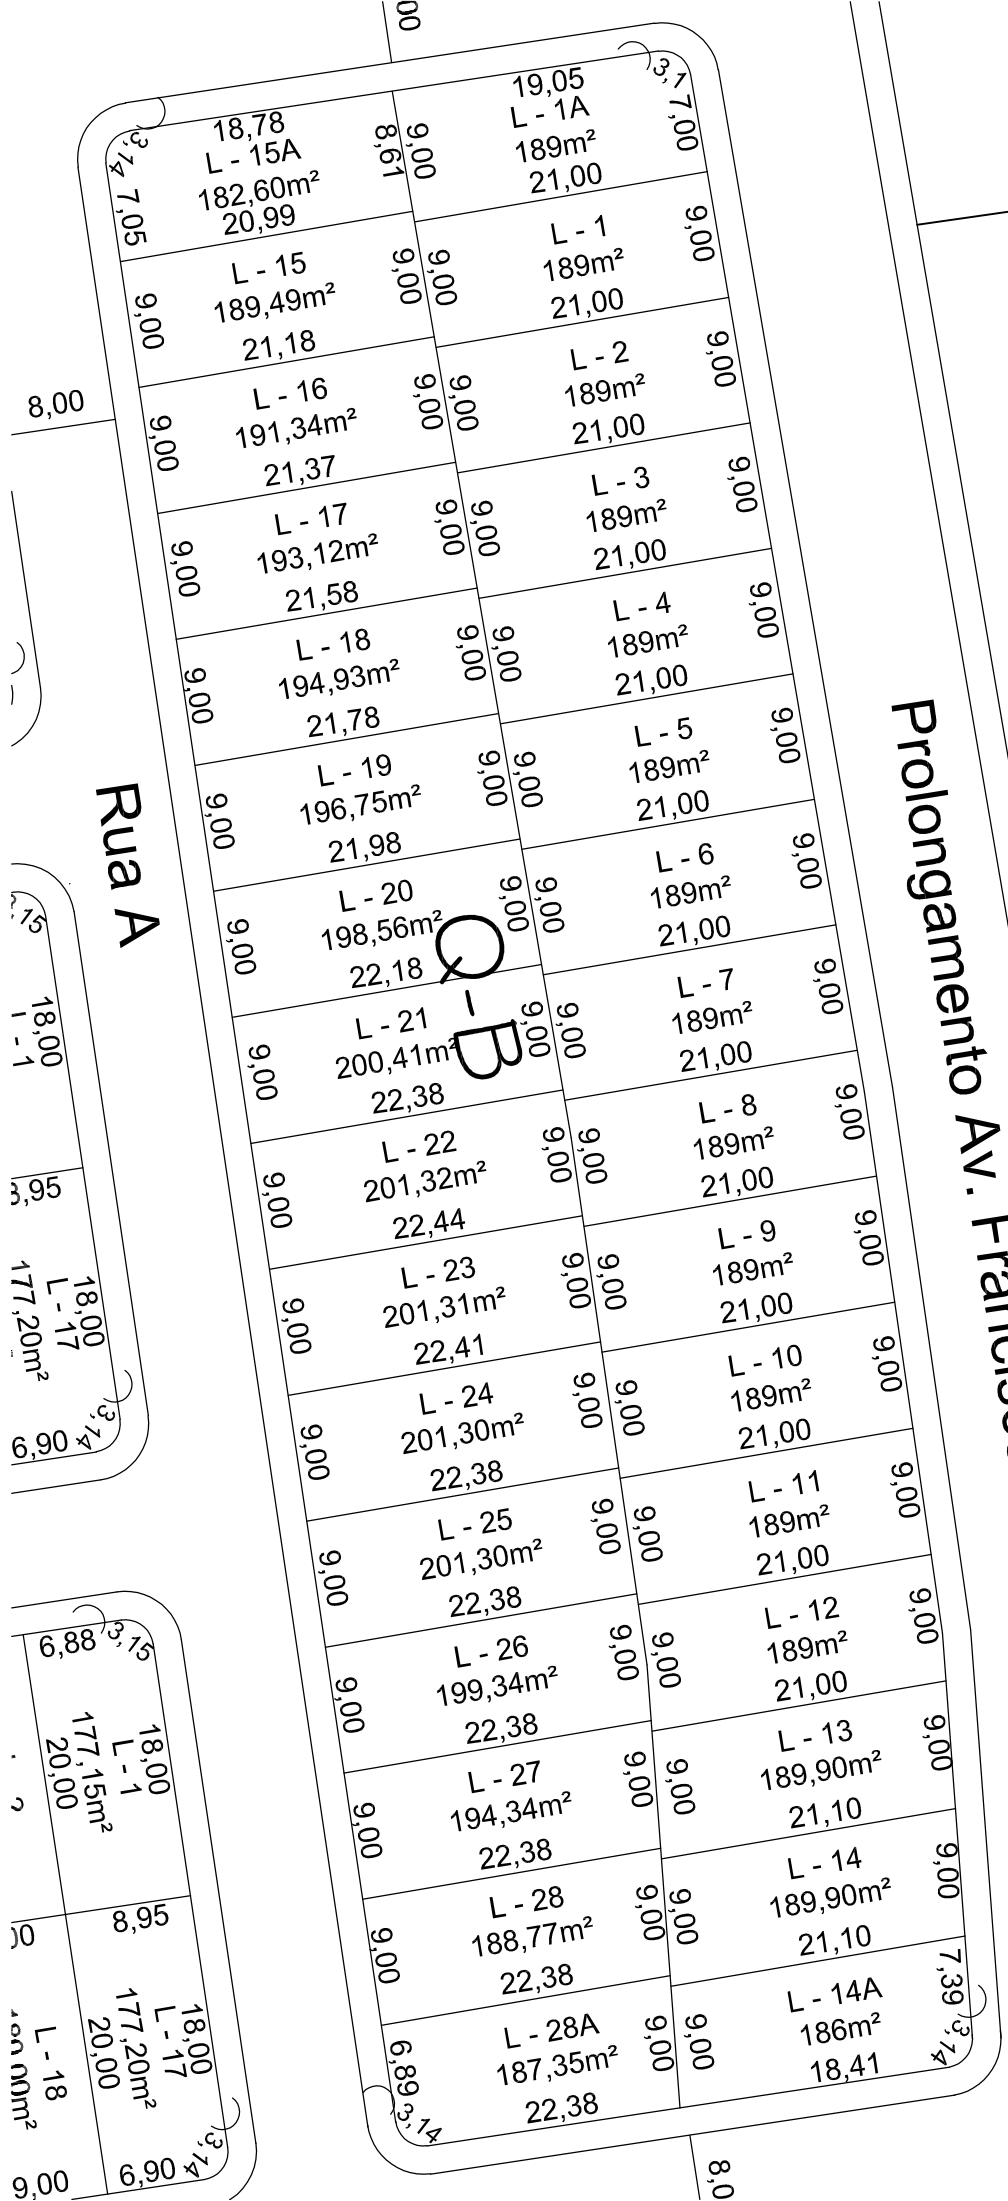 00
19,05
L - 1A
189m²
21,00
9,00
3,1
7,00
18,78
L - 15A
182,60m²
20,99
8,61
3,14
7,05
L - 1
189m²
21,00
9,00
9,00
L - 15
189,49m²
21,18
9,00
9,00
L - 2
189m²
21,00
9,00
9,00
L - 16
191,34m²
21,37
9,00
9,00
8,00
L - 3
189m²
21,00
9,00
9,00
L - 17
193,12m²
21,58
9,00
9,00
L - 4
189m²
21,00
9,00
9,00
L - 18
194,93m²
21,78
9,00
9,00
L - 5
189m²
21,00
9,00
9,00
L - 19
196,75m²
21,98
9,00
9,00
L - 6
189m²
21,00
9,00
9,00
L - 20
198,56m²
22,18
9,00
9,00
L - 7
189m²
21,00
9,00
9,00
L - 21
200,41m²
22,38
9,00
9,00
L - 8
189m²
21,00
9,00
9,00
L - 22
201,32m²
22,44
9,00
9,00
L - 9
189m²
21,00
9,00
9,00
L - 23
201,31m²
22,41
9,00
9,00
L - 10
189m²
21,00
9,00
9,00
L - 24
201,30m²
22,38
9,00
9,00
L - 11
189m²
21,00
9,00
9,00
L - 25
201,30m²
22,38
9,00
9,00
L - 12
189m²
21,00
9,00
9,00
L - 26
199,34m²
22,38
9,00
9,00
L - 13
189,90m²
21,10
9,00
9,00
L - 27
194,34m²
22,38
9,00
9,00
L - 14
189,90m²
21,10
9,00
9,00
L - 28
188,77m²
22,38
9,00
9,00
L - 14A
186m²
18,41
9,00
7,39
3,14
L - 28A
187,35m²
22,38
9,00
6,89
3,14
Q - B
Rua A
Prolongamento Av. Francisc
18,00
- 1
18,00
L - 17
177,20m²
6,90
3,14
6,88
3,15
18,00
L - 1
177,15m²
20,00
8,95
18,00
L - 17
177,20m²
20,00
6,90
3,14
L - 18
9,00
8,0